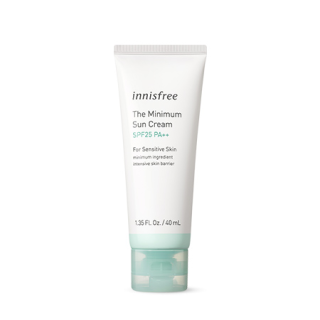 innisfree
The Minimum
Sun Cream
SPF25 PA++
For Sensitive Skin
maximum ingredient
intensive skin barrier
1.35 Fl. Oz. / 40 mL